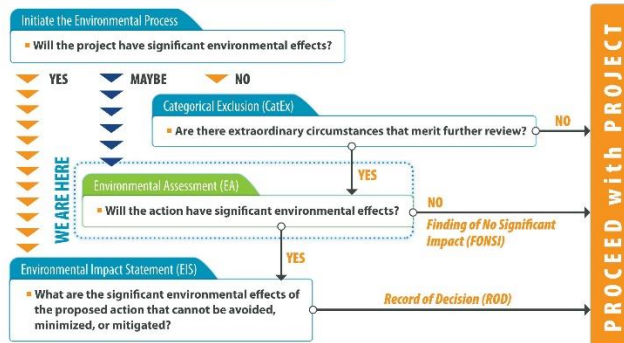 Initiate the Environmental Process
▪ Will the project have significant environmental effects?
YES
MAYBE
NO
Categorical Exclusion (CatEx)
▪ Are there extraordinary circumstances that merit further review?
NO
YES
WE ARE HERE
Environmental Assessment (EA)
▪ Will the action have significant environmental effects?
NO
Finding of No Significant
Impact (FONSI)
YES
Environmental Impact Statement (EIS)
▪ What are the significant environmental effects of
the proposed action that cannot be avoided,
minimized, or mitigated?
Record of Decision (ROD)
PROCEED with PROJECT